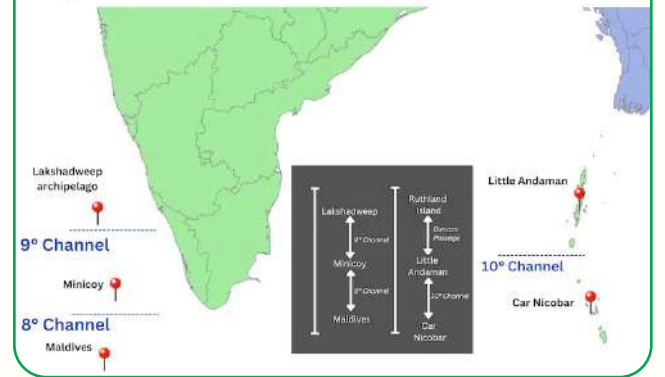 Lakshadweep
archipelago
9° Channel
Minicoy
8° Channel
Maldives
Lakshadweep
9° Channel
Minicoy
8° Channel
Maldives
Ruthland
Island
Duncan
Passage
Little
Andaman
10° Channel
Car
Nicobar
Little Andaman
10° Channel
Car Nicobar